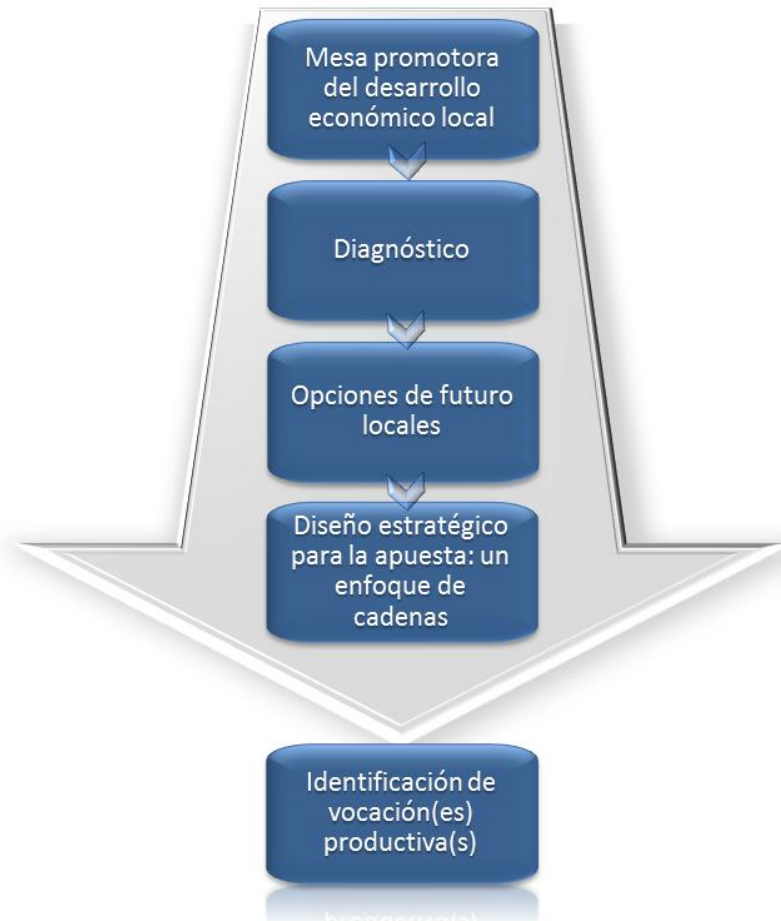 Mesa promotora
del desarrollo
económico local
Diagnóstico
Opciones de futuro
locales
Diseño estratégico
para la apuesta: un
enfoque de
cadenas
Identificación de
vocación(es)
productiva(s)